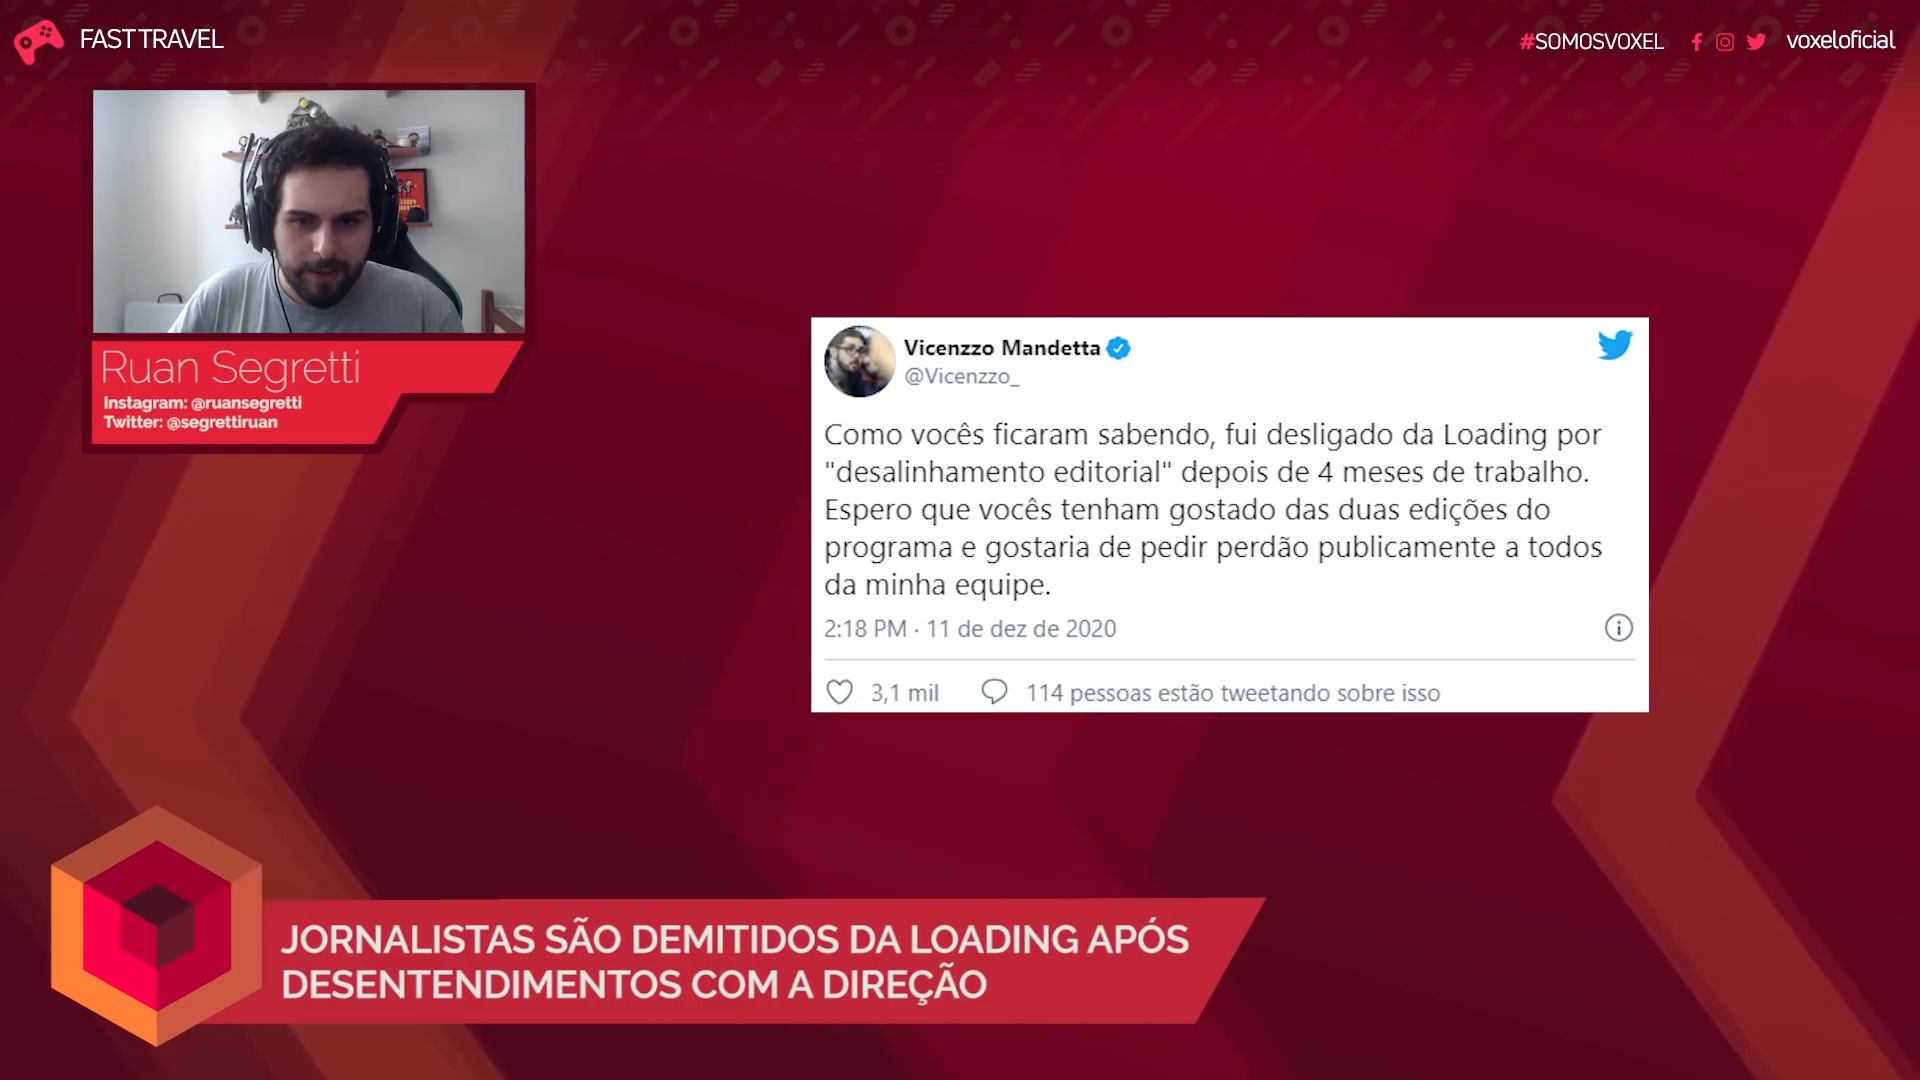 FAST TRAVEL
#SOMOSVOXEL
voxeloficial
Ruan Segretti
Instagram: @ruansegretti
Twitter: @segrettiruan
Vicenzzo Mandetta
@Vicenzzo_
Como vocês ficaram sabendo, fui desligado da Loading por
"desalinhamento editorial" depois de 4 meses de trabalho.
Espero que vocês tenham gostado das duas edições do
programa e gostaria de pedir perdão publicamente a todos
da minha equipe.
2:18 PM · 11 de dez de 2020
3,1 mil
114 pessoas estão tweetando sobre isso
JORNALISTAS SÃO DEMITIDOS DA LOADING APÓS
DESENTENDIMENTOS COM A DIREÇÃO